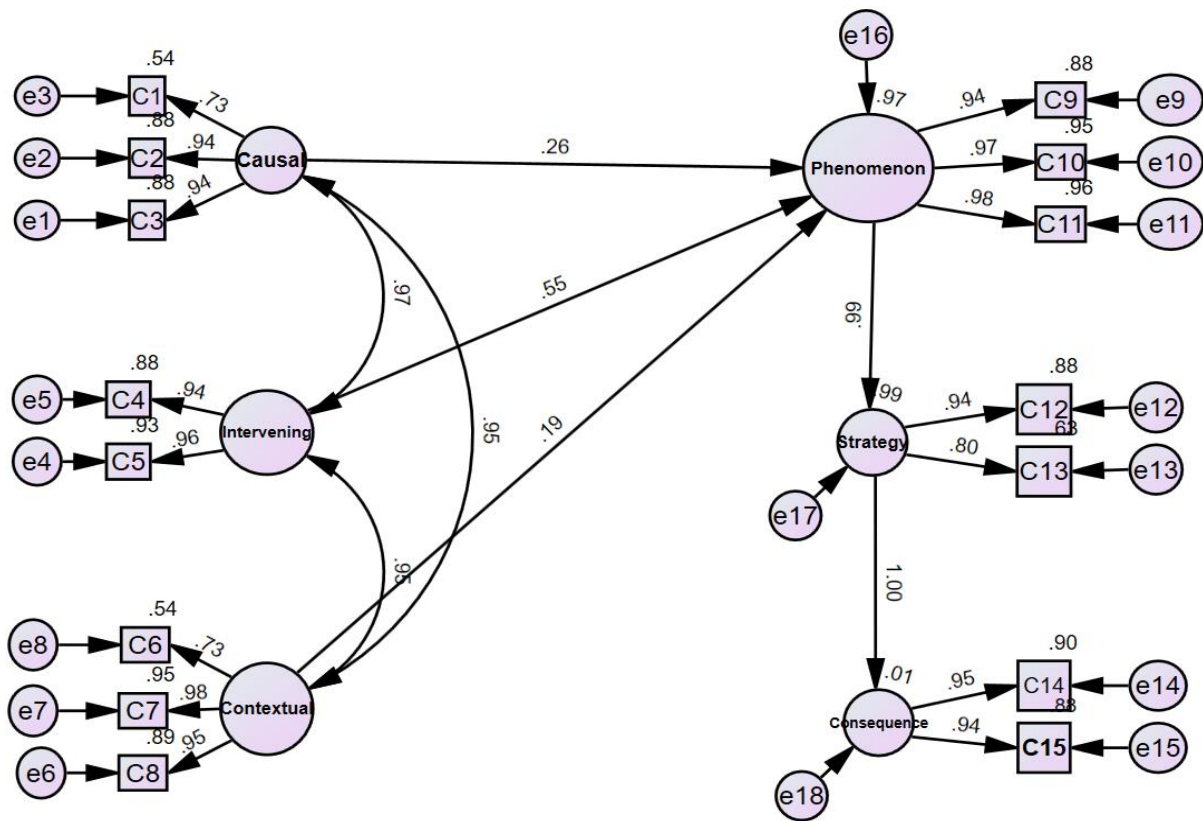 e16
.54
.88
.97
e3
C1
.73
.94
C9
e9
.88
.95
e2
C2
.94
Causal
.26
Phenomenon
.97
C10
e10
.88
.96
e1
C3
.94
.98
C11
e11
.97
.55
.99
.88
.88
e5
C4
.94
.95
.19
.99
.94
C12
e12
.93
Intervening
.63
e4
C5
.96
Strategy
.80
C13
e13
e17
.95
1.00
.54
e8
C6
.73
.90
.95
.01
.95
C14
e14
e7
C7
.98
Contextual
.88
.89
Consequence
e6
C8
.95
.94
C15
e15
e18